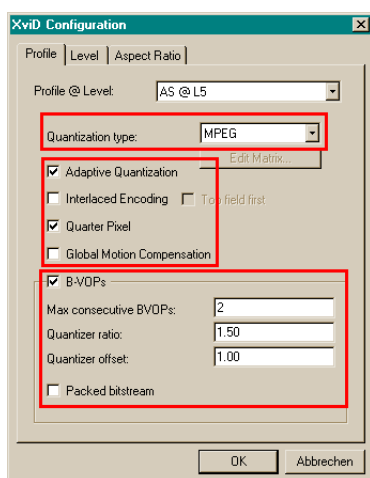 XviD Configuration
Profile Level Aspect Ratio
Profile @ Level: AS @ L5
Quantization type: MPEG
Edit Matrix...
Adaptive Quantization
Interlaced Encoding Top field first
Quarter Pixel
Global Motion Compensation
B-VOPs
Max consecutive BVOPs: 2
Quantizer ratio: 1.50
Quantizer offset: 1.00
Packed bitstream
OK Abbrechen